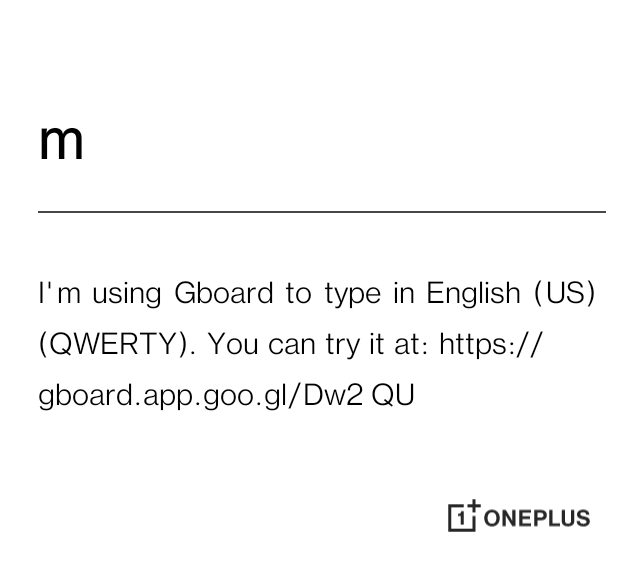 m
I'm using Gboard to type in English (US)
(QWERTY). You can try it at: https://
gboard.app.goo.gl/Dw2 QU
1+ ONEPLUS